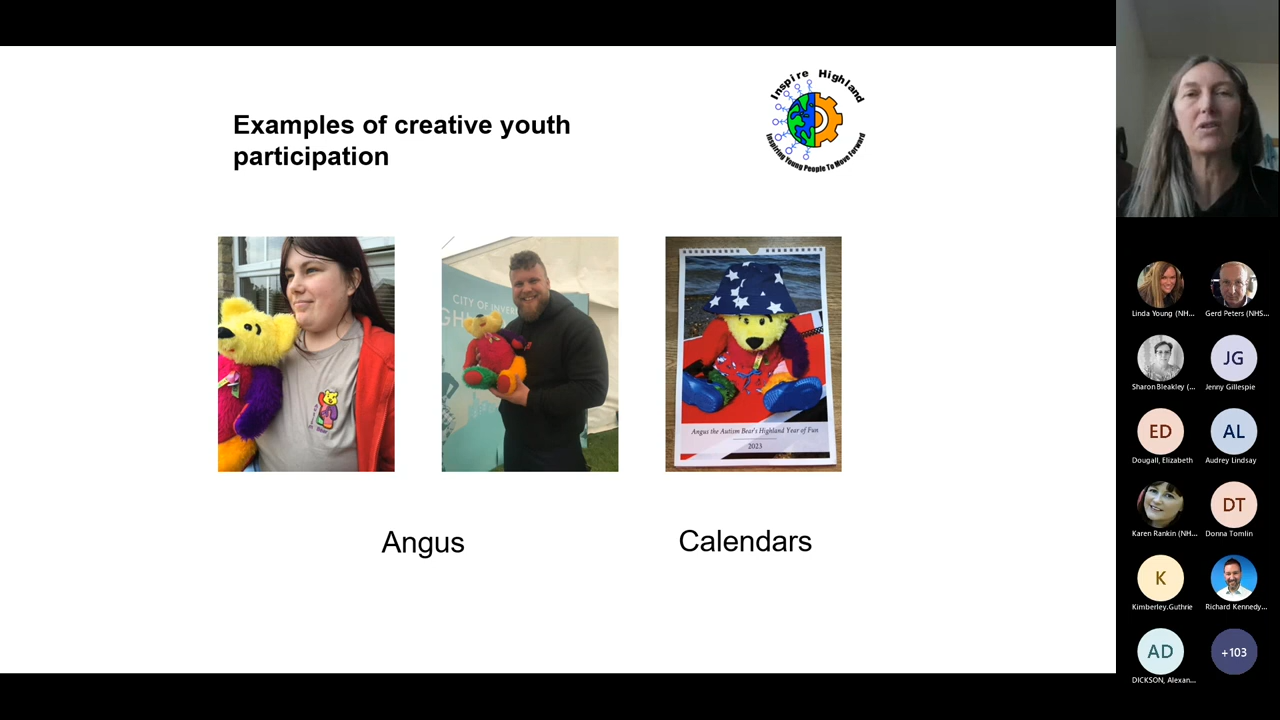 Examples of creative youth
participation
Inspire Highland
Inspiring Young People To Move Forward
CITY OF INVER
GH
Angus the Autism Bear's Highland Year of Fun
2023
Angus
Calendars
Linda Young (NH...
Gerd Peters (NHS...
Sharon Bleakley (...
JG
Jenny Gillespie
ED
Dougall, Elizabeth
AL
Audrey Lindsay
Karen Rankin (NH...
DT
Donna Tomlin
K
Kimberley.Guthrie
Richard Kennedy...
AD
DICKSON, Alexan...
+103